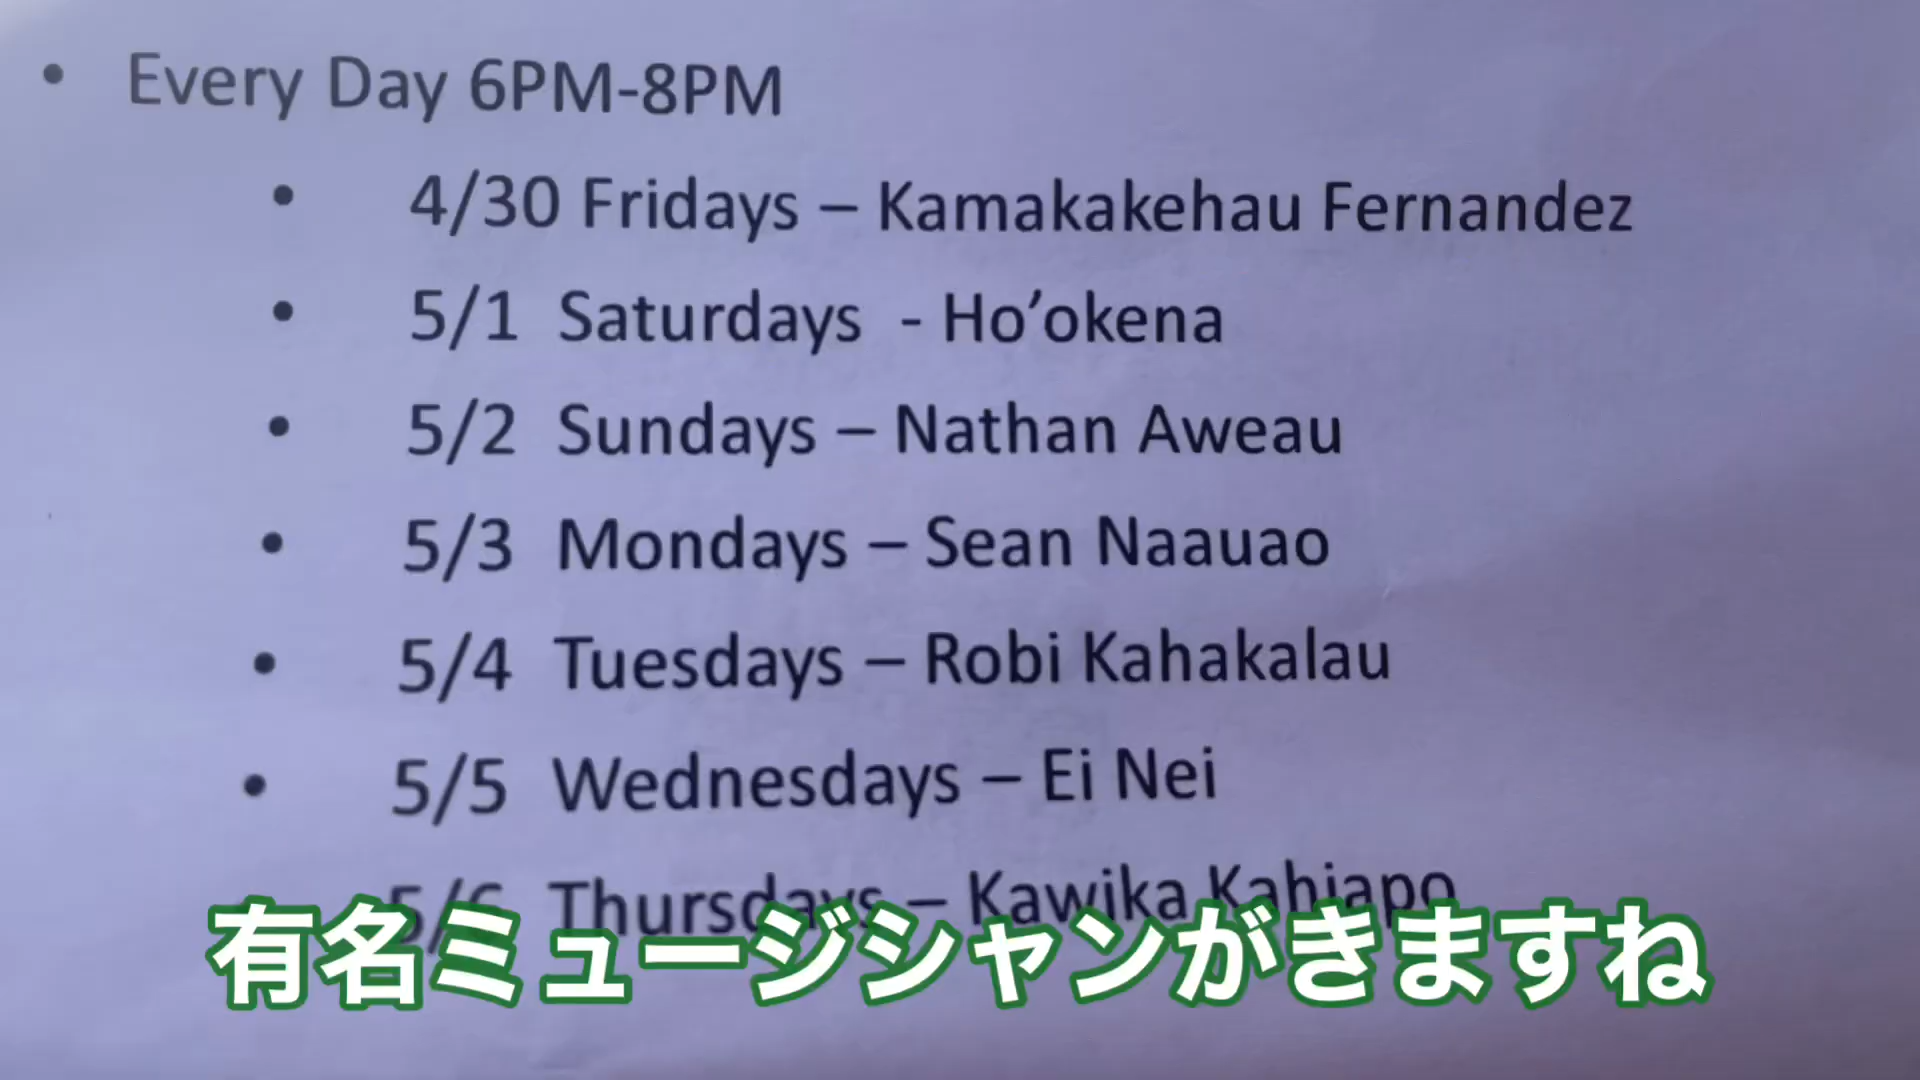 • Every Day 6PM-8PM
• 4/30 Fridays – Kamakakehau Fernandez
• 5/1 Saturdays - Ho’okena
• 5/2 Sundays – Nathan Aweau
• 5/3 Mondays – Sean Naauao
• 5/4 Tuesdays – Robi Kahakalau
• 5/5 Wednesdays – Ei Nei
5/6 Thursdays – Kawika Kahiapo
有名ミュージシャンがきますね